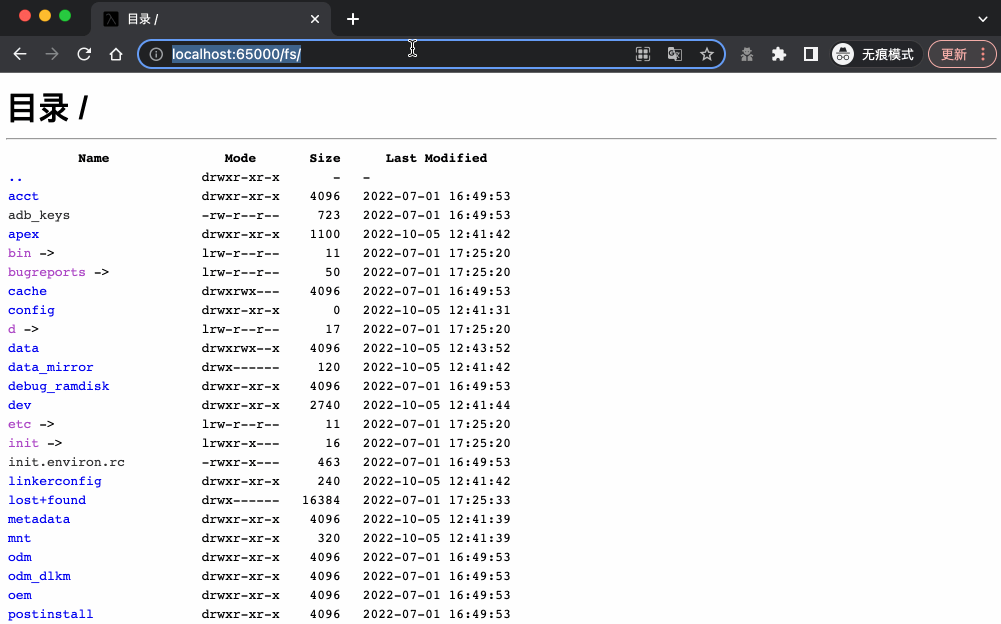 目录 /
localhost:65000/fs/
无痕模式
更新
目录 /
Name Mode Size Last Modified
.. drwxr-xr-x - -
acct drwxr-xr-x 4096 2022-07-01 16:49:53
adb_keys -rw-r--r-- 723 2022-07-01 16:49:53
apex drwxr-xr-x 1100 2022-10-05 12:41:42
bin -> lrw-r--r-- 11 2022-07-01 17:25:20
bugreports -> lrw-r--r-- 50 2022-07-01 17:25:20
cache drwxrwx--- 4096 2022-07-01 16:49:53
config drwxr-xr-x 0 2022-10-05 12:41:31
d -> lrw-r--r-- 17 2022-07-01 17:25:20
data drwxrwx--x 4096 2022-10-05 12:43:52
data_mirror drwx------ 120 2022-10-05 12:41:42
debug_ramdisk drwxr-xr-x 4096 2022-07-01 16:49:53
dev drwxr-xr-x 2740 2022-10-05 12:41:44
etc -> lrw-r--r-- 11 2022-07-01 17:25:20
init -> lrwxr-x--- 16 2022-07-01 17:25:20
init.environ.rc -rwxr-x--- 463 2022-07-01 16:49:53
linkerconfig drwxr-xr-x 240 2022-10-05 12:41:42
lost+found drwx------ 16384 2022-07-01 17:25:33
metadata drwxr-xr-x 4096 2022-10-05 12:41:39
mnt drwxr-xr-x 320 2022-10-05 12:41:39
odm drwxr-xr-x 4096 2022-07-01 16:49:53
odm_dlkm drwxr-xr-x 4096 2022-07-01 16:49:53
oem drwxr-xr-x 4096 2022-07-01 16:49:53
postinstall drwxr-xr-x 4096 2022-07-01 16:49:53